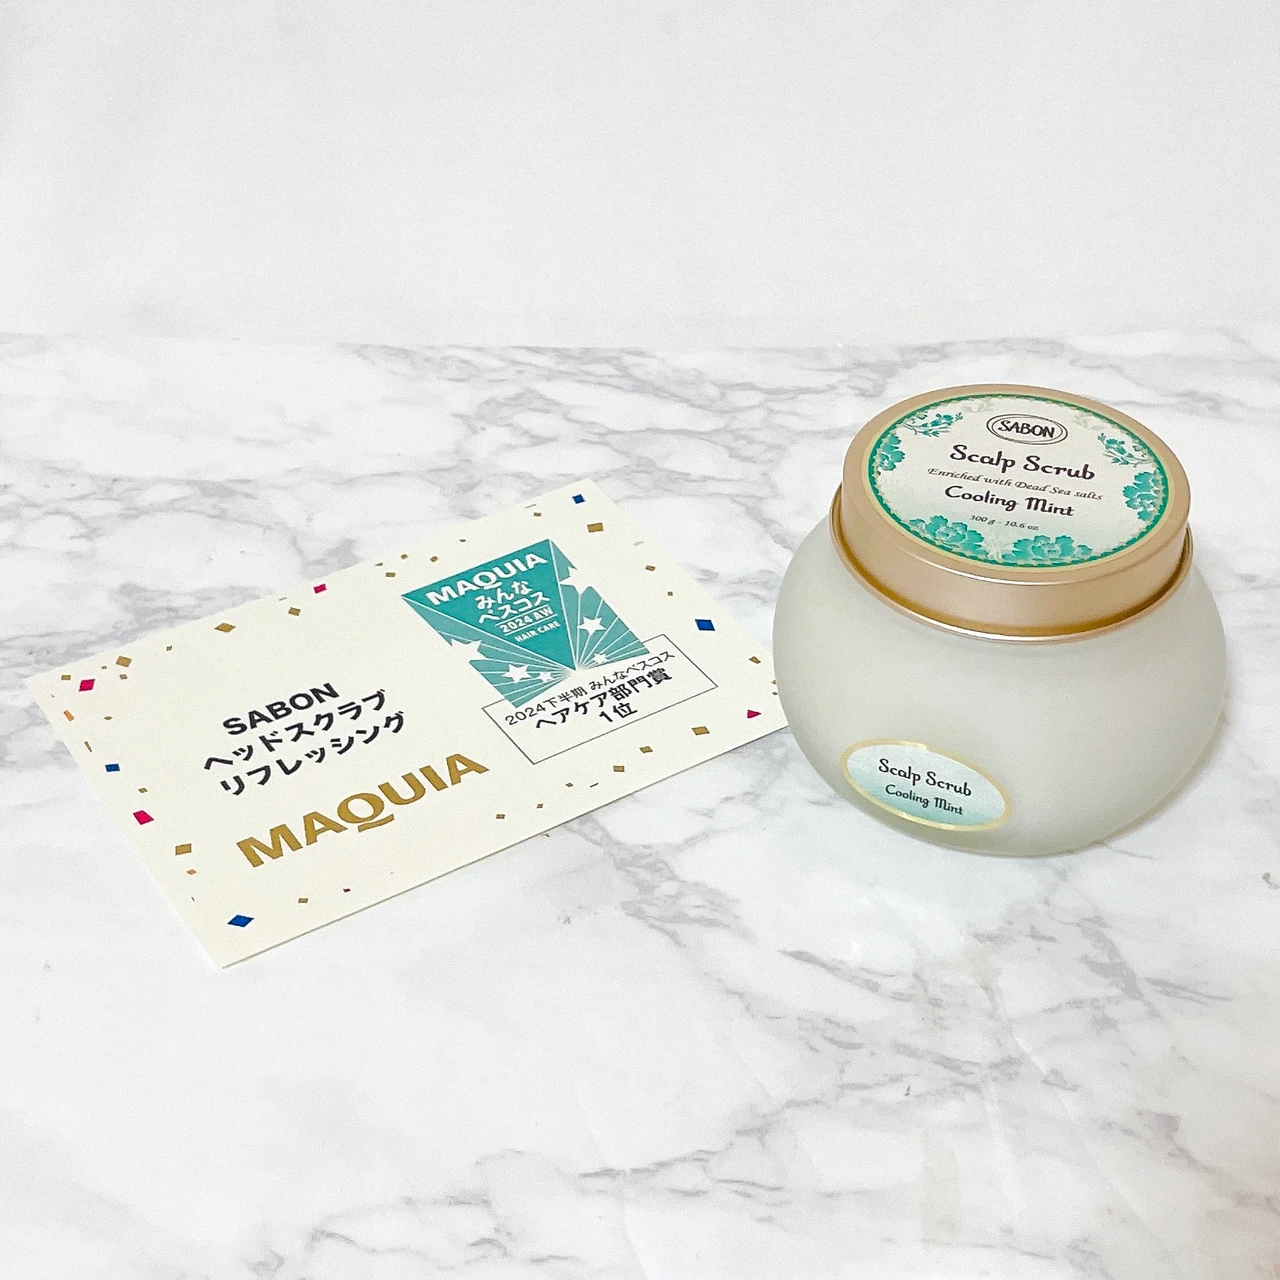 MAQUIA
みんな
ベスコス
2024 AW
HAIR CARE
2024下半期 みんなベスコス
ヘアケア部門賞
1位
SABON
ヘッドスクラブ
リフレッシング
MAQUIA
SABON
Scalp Scrub
Enriched with Dead Sea salts
Cooling Mint
300 g - 10.6 oz
Scalp Scrub
Cooling Mint